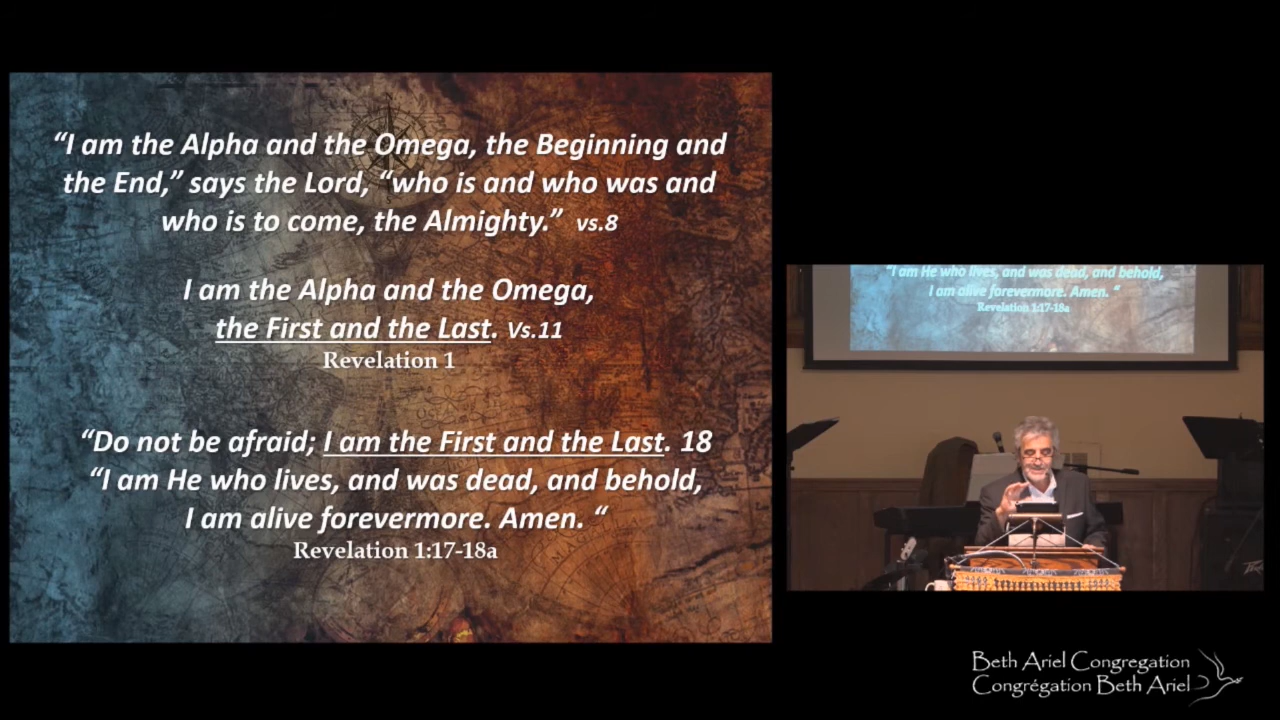 “I am the Alpha and the Omega, the Beginning and
the End,” says the Lord, “who is and who was and
who is to come, the Almighty.” vs.8
I am the Alpha and the Omega,
the First and the Last. Vs.11
Revelation 1
“Do not be afraid; I am the First and the Last. 18
“I am He who lives, and was dead, and behold,
I am alive forevermore. Amen. “
Revelation 1:17-18a
“I am He who lives, and was dead, and behold,
I am alive forevermore. Amen. “
Revelation 1:17-18a
Beth Ariel Congregation
Congrégation Beth Ariel